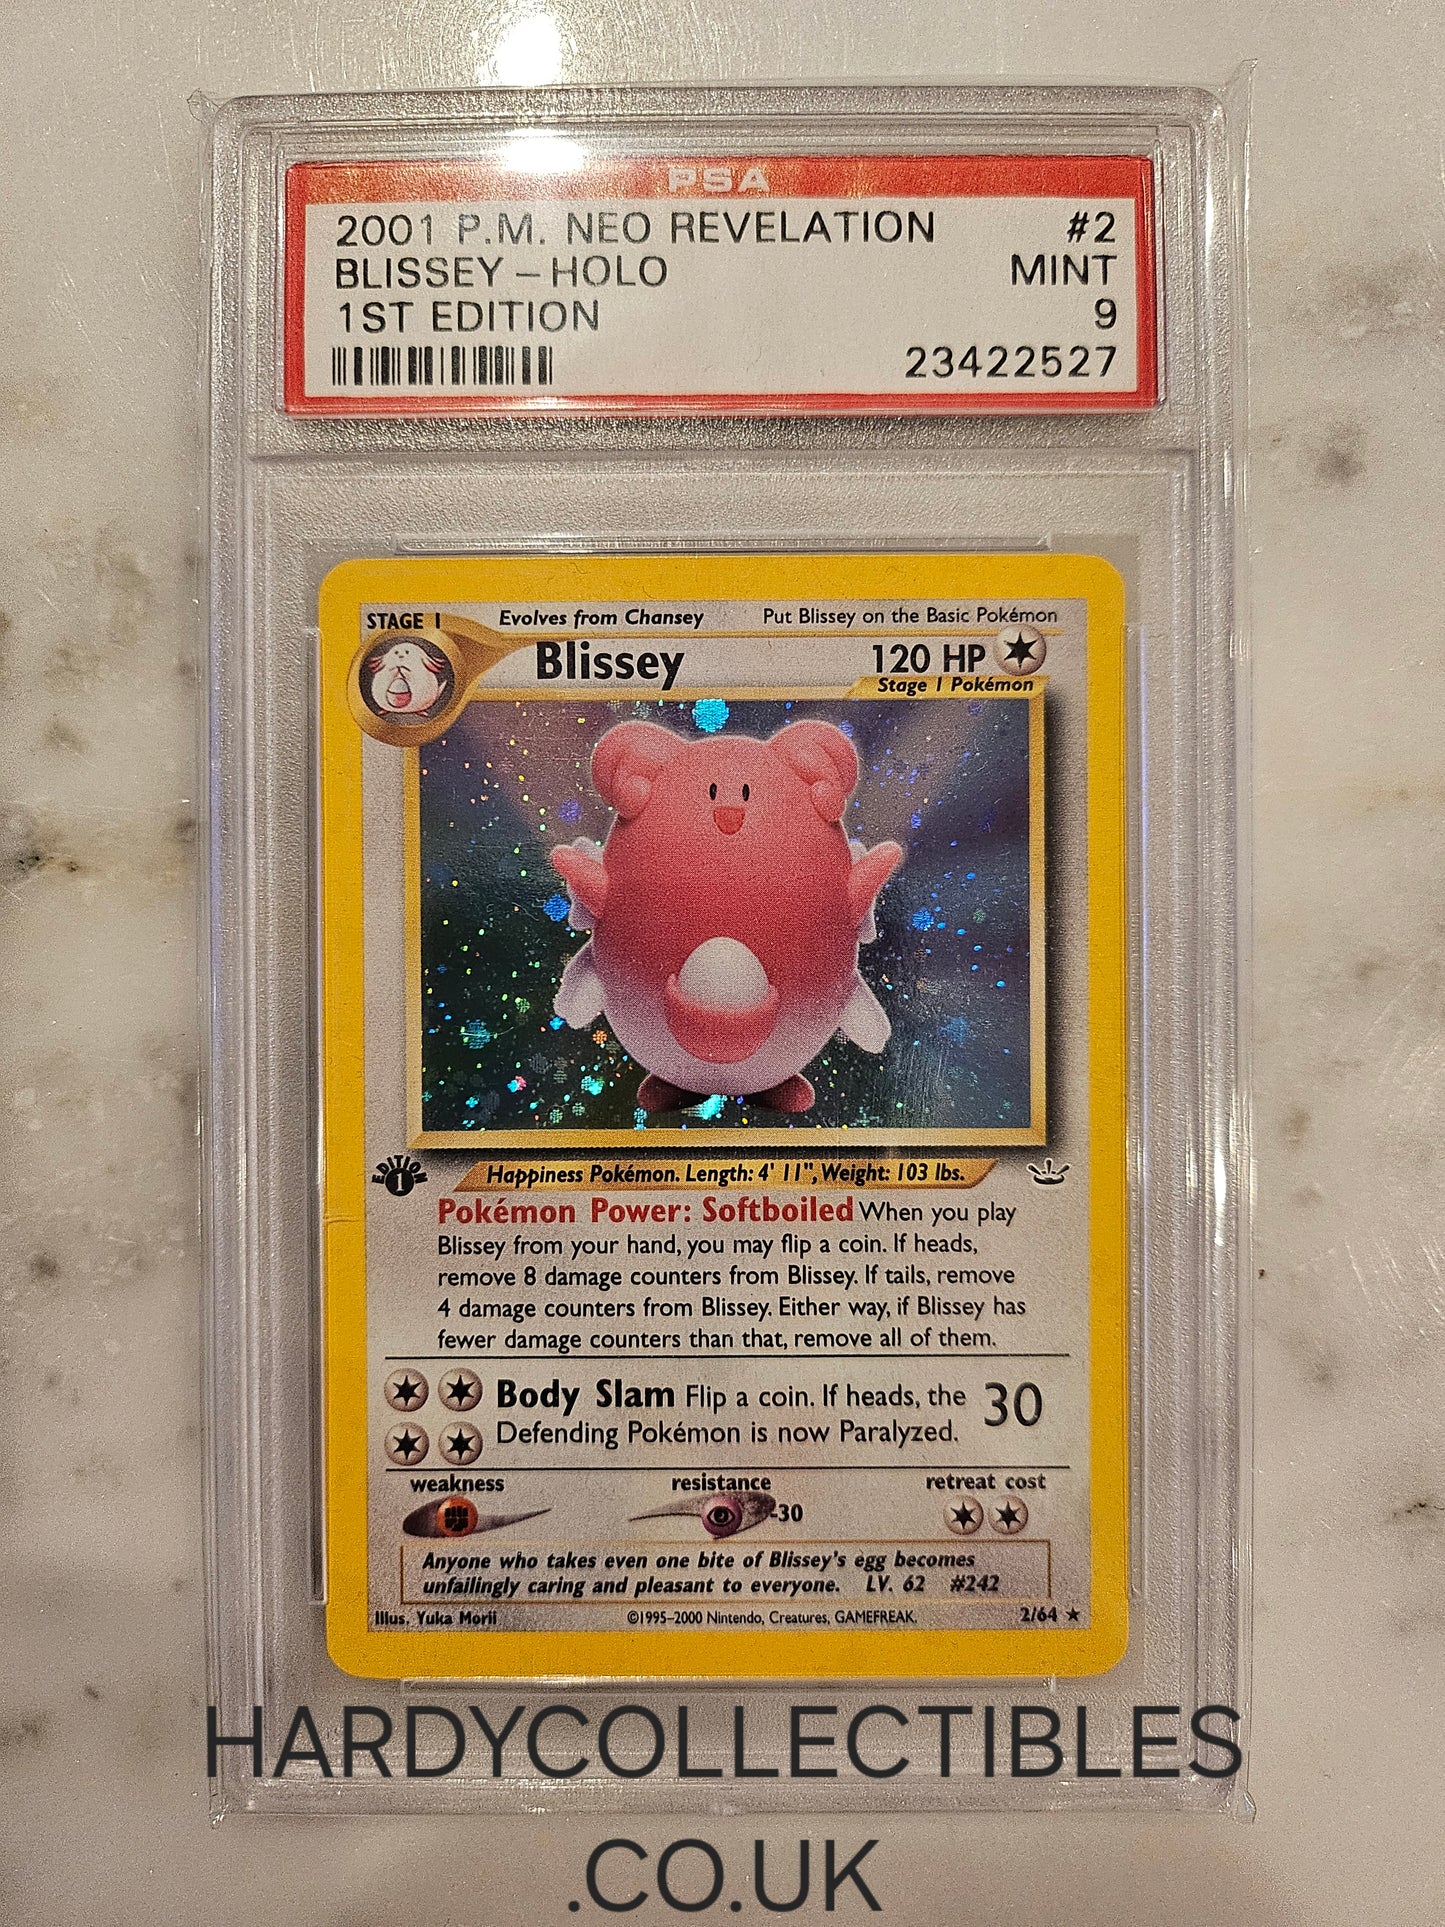 PSA
2001 P.M. NEO REVELATION #2
BLISSEY - HOLO MINT
1ST EDITION 9
23422527
STAGE 1 Evolves from Chansey Put Blissey on the Basic Pokémon
Blissey 120 HP
Stage 1 Pokémon
EDITION
1
Happiness Pokémon. Length: 4' 11", Weight: 103 lbs.
Pokémon Power: Softboiled When you play
Blissey from your hand, you may flip a coin. If heads,
remove 8 damage counters from Blissey. If tails, remove
4 damage counters from Blissey. Either way, if Blissey has
fewer damage counters than that, remove all of them.
Body Slam Flip a coin. If heads, the 30
Defending Pokémon is now Paralyzed.
weakness resistance retreat cost
-30
Anyone who takes even one bite of Blissey's egg becomes
unfailingly caring and pleasant to everyone. LV. 62 #242
Illus. Yuka Morii ©1995-2000 Nintendo, Creatures, GAMEFREAK. 2/64 ★
HARDYCOLLECTIBLES
.CO.UK